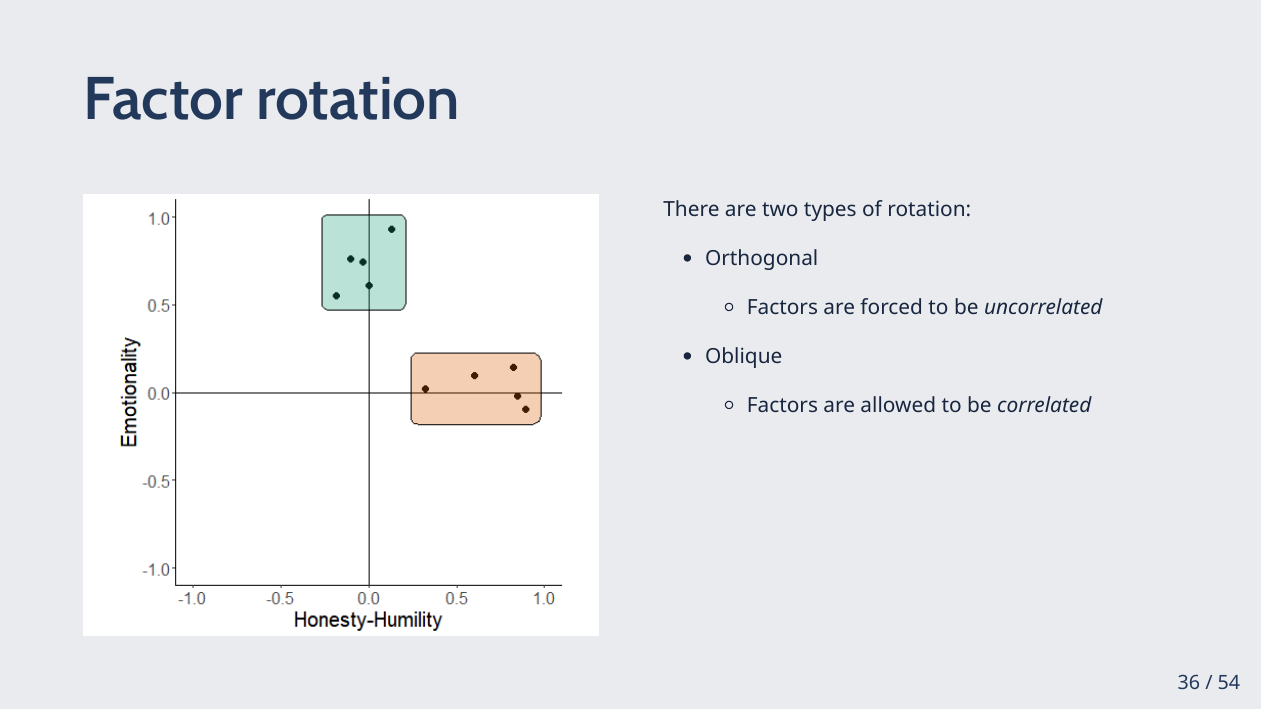 Factor rotation
1.0
0.5
0.0
-0.5
-1.0
Emotionality
-1.0 -0.5 0.0 0.5 1.0
Honesty-Humility
There are two types of rotation:
Orthogonal
Factors are forced to be uncorrelated
Oblique
Factors are allowed to be correlated
36 / 54